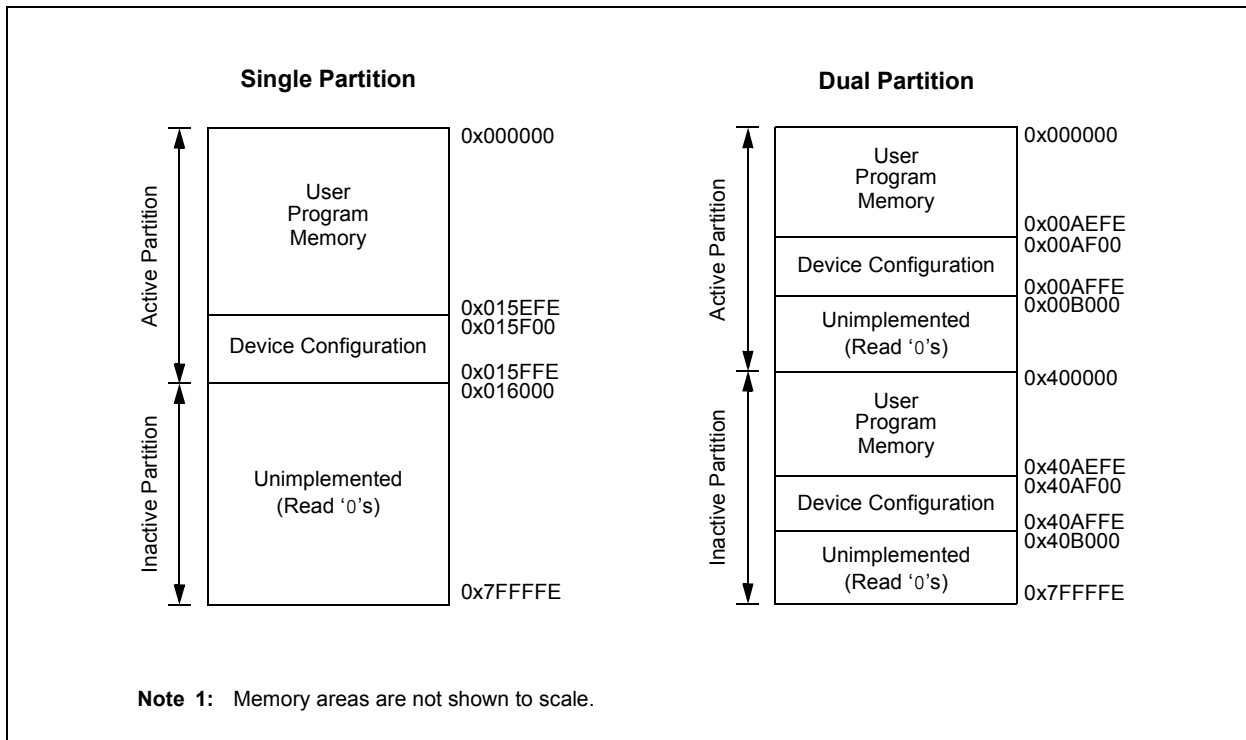 Single Partition
Active Partition
Inactive Partition
User
Program
Memory
Device Configuration
Unimplemented
(Read ‘0’s)
0x000000
0x015EFE
0x015F00
0x015FFE
0x016000
0x7FFFFE
Dual Partition
Active Partition
Inactive Partition
User
Program
Memory
Device Configuration
Unimplemented
(Read ‘0’s)
User
Program
Memory
Device Configuration
Unimplemented
(Read ‘0’s)
0x000000
0x00AEFE
0x00AF00
0x00AFFE
0x00B000
0x400000
0x40AEFE
0x40AF00
0x40AFFE
0x40B000
0x7FFFFE
Note 1: Memory areas are not shown to scale.